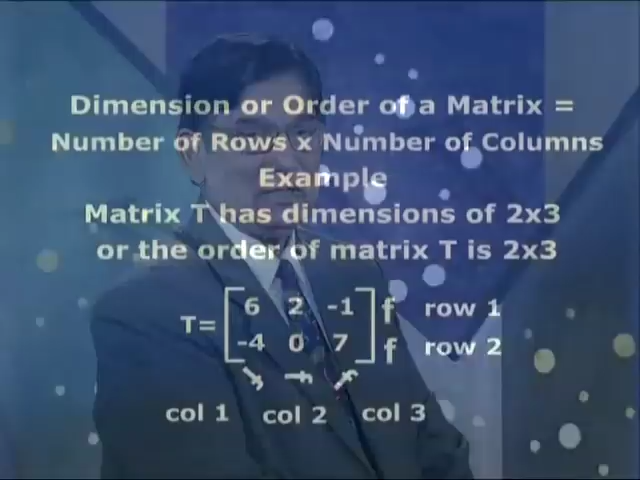 Dimension or Order of a Matrix =
Number of Rows x Number of Columns
Example
Matrix T has dimensions of 2x3
or the order of matrix T is 2x3
6 2 -1 f row 1
T=
-4 0 7 f row 2
f f f
col 1 col 2 col 3